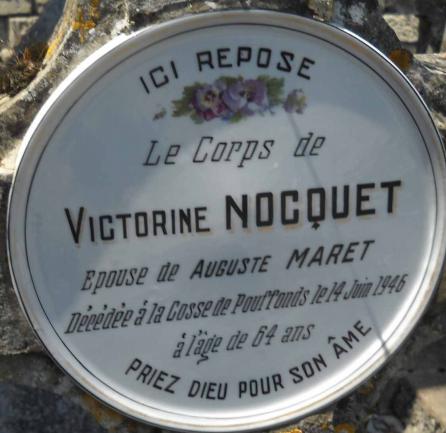 ICI REPOSE
Le Corps de
VICTORINE NOCQUET
Epouse de AUGUSTE MARET
Décédée à la Cosse de Pouffonds le 14 Juin 1946
à l'âge de 64 ans
PRIEZ DIEU POUR SON ÂME